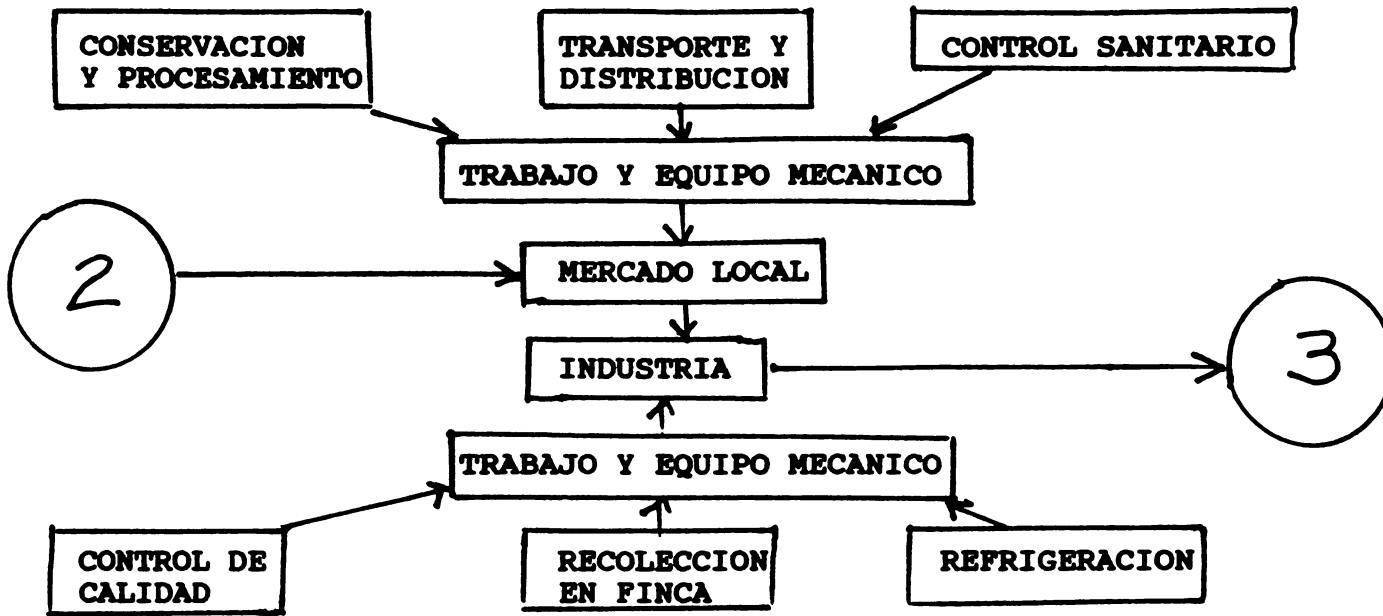 CONSERVACION
Y PROCESAMIENTO
TRANSPORTE Y
DISTRIBUCION
CONTROL SANITARIO
TRABAJO Y EQUIPO MECANICO
2
MERCADO LOCAL
INDUSTRIA
3
TRABAJO Y EQUIPO MECANICO
CONTROL DE
CALIDAD
RECOLECCION
EN FINCA
REFRIGERACION